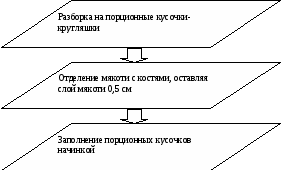 Разборка на порционные кусочки-
кругляшки
Отделение мякоти с костями, оставляя
слой мякоти 0,5 см
Заполнение порционных кусочков
начинкой